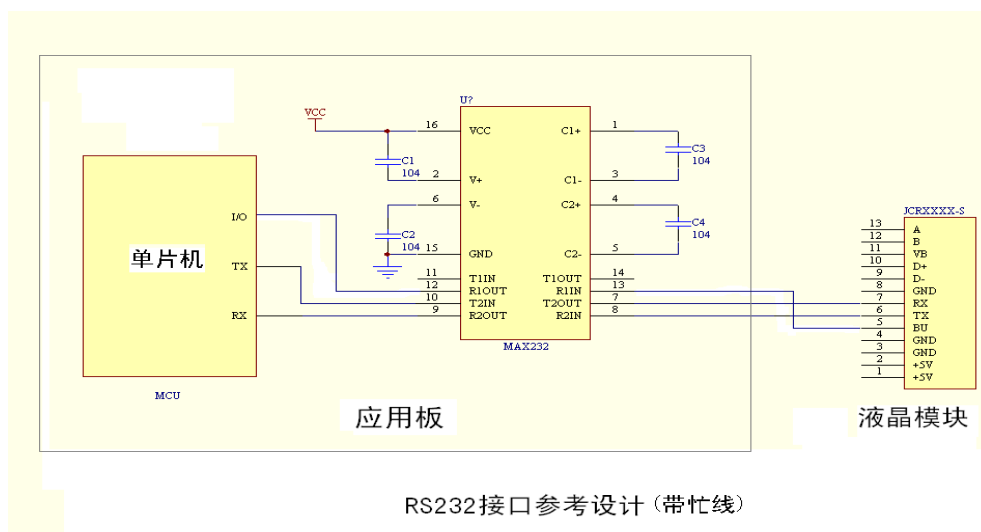 U?
VCC
16 VCC C1+ 1
C1 104
C3 104
2 V+ C1- 3
6 V- C2+ 4
C2 104
C4 104
15 GND C2- 5
11 T1IN T1OUT 14
12 R1OUT R1IN 13
10 T2IN T2OUT 7
9 R2OUT R2IN 8
MAX232
单片机
I/O
TX
RX
MCU
JCRXXXX-S
13 A
12 B
11 VB
10 D+
9 D-
8 GND
7 RX
6 TX
5 BU
4 GND
3 GND
2 +5V
1 +5V
应用板
液晶模块
RS232接口参考设计(带忙线)